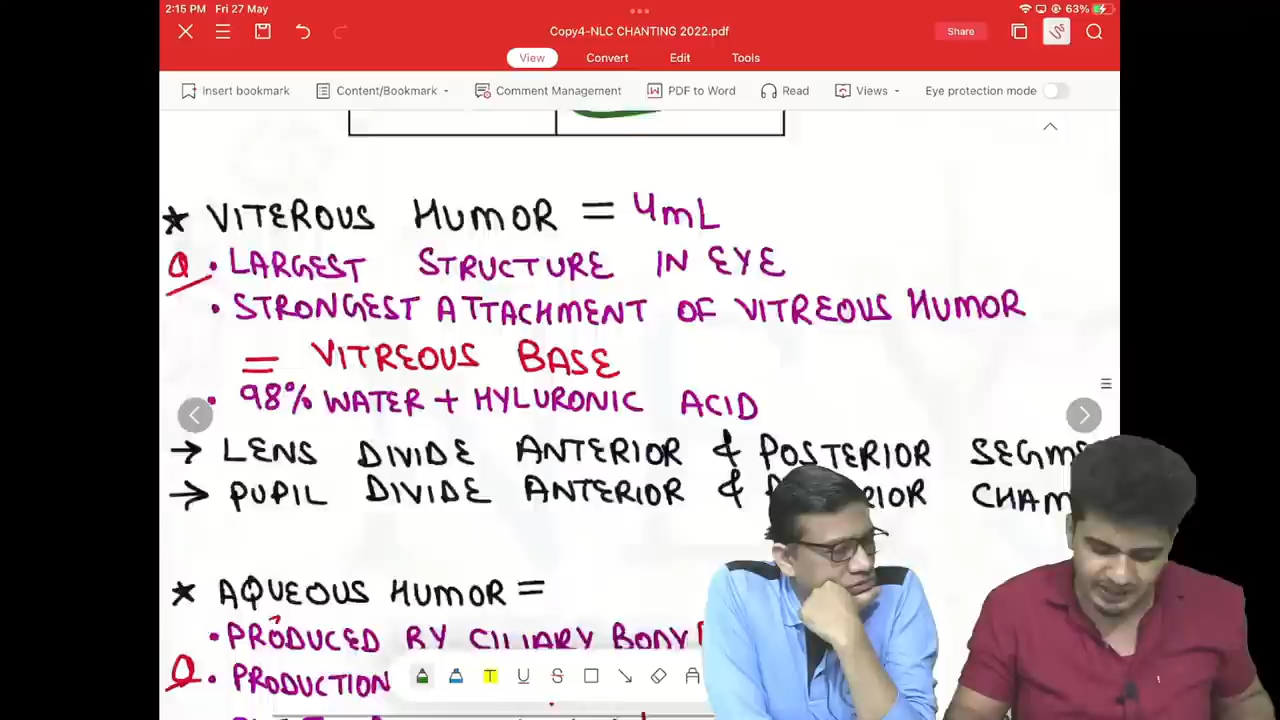 2:15 PM Fri 27 May
63%
Copy4-NLC CHANTING 2022.pdf
Share
View Convert Edit Tools
Insert bookmark Content/Bookmark Comment Management PDF to Word Read Views Eye protection mode
★ VITEROUS HUMOR = 4mL
Q • LARGEST STRUCTURE IN EYE
• STRONGEST ATTACHMENT OF VITREOUS HUMOR
= VITREOUS BASE
• 98% WATER + HYLURONIC ACID
→ LENS DIVIDE ANTERIOR & POSTERIOR SEGM
→ PUPIL DIVIDE ANTERIOR & CHAM
★ AQUEOUS HUMOR =
• PRODUCED BY CILIARY BODY
Q • PRODUCTION